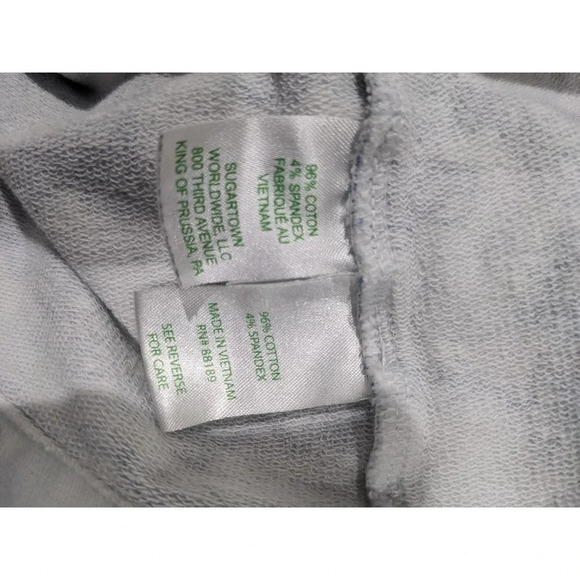 96% COTON
4% SPANDEX
FABRIQUÉ AU
VIETNAM
SUGARTOWN
WORLDWIDE, LLC
800 THIRD AVENUE
KING OF PRUSSIA, PA
96% COTTON
4% SPANDEX
MADE IN VIETNAM
RN# 88189
SEE REVERSE
FOR CARE